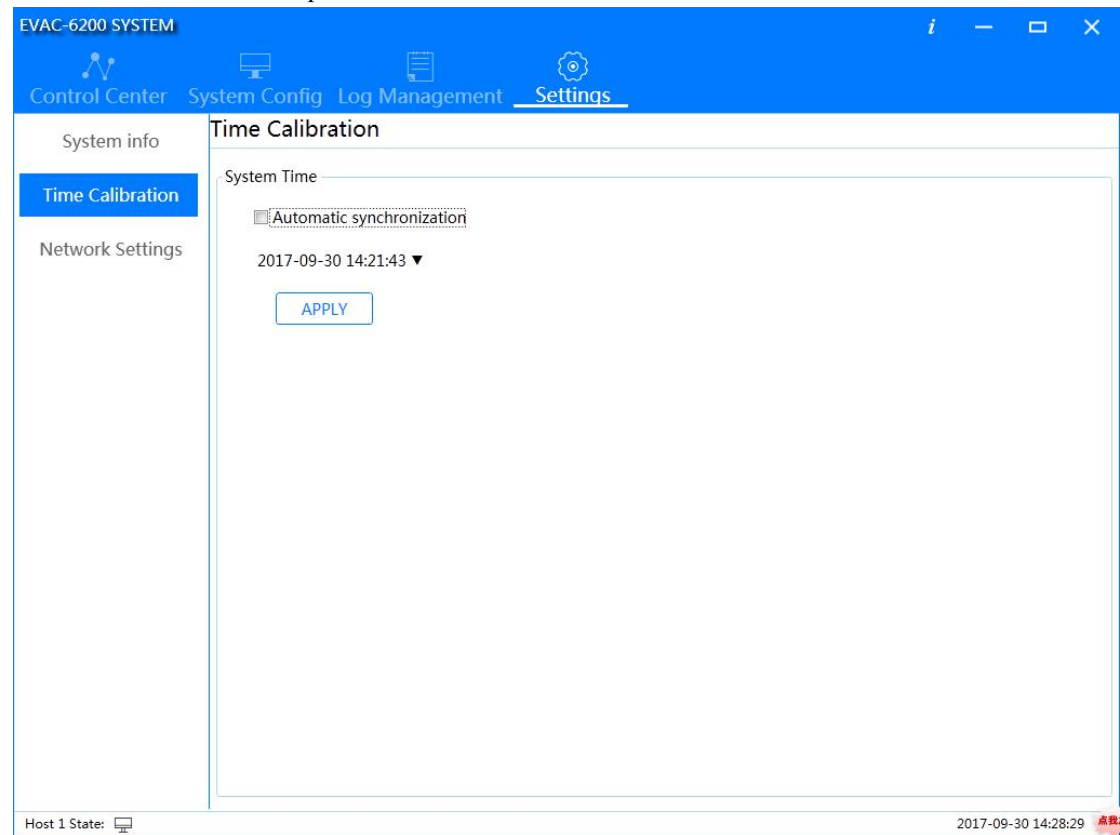 EVAC-6200 SYSTEM
i
Control Center System Config Log Management Settings
System info
Time Calibration
Network Settings
Time Calibration
System Time
Automatic synchronization
2017-09-30 14:21:43 ▼
APPLY
Host 1 State:
2017-09-30 14:28:29
点我